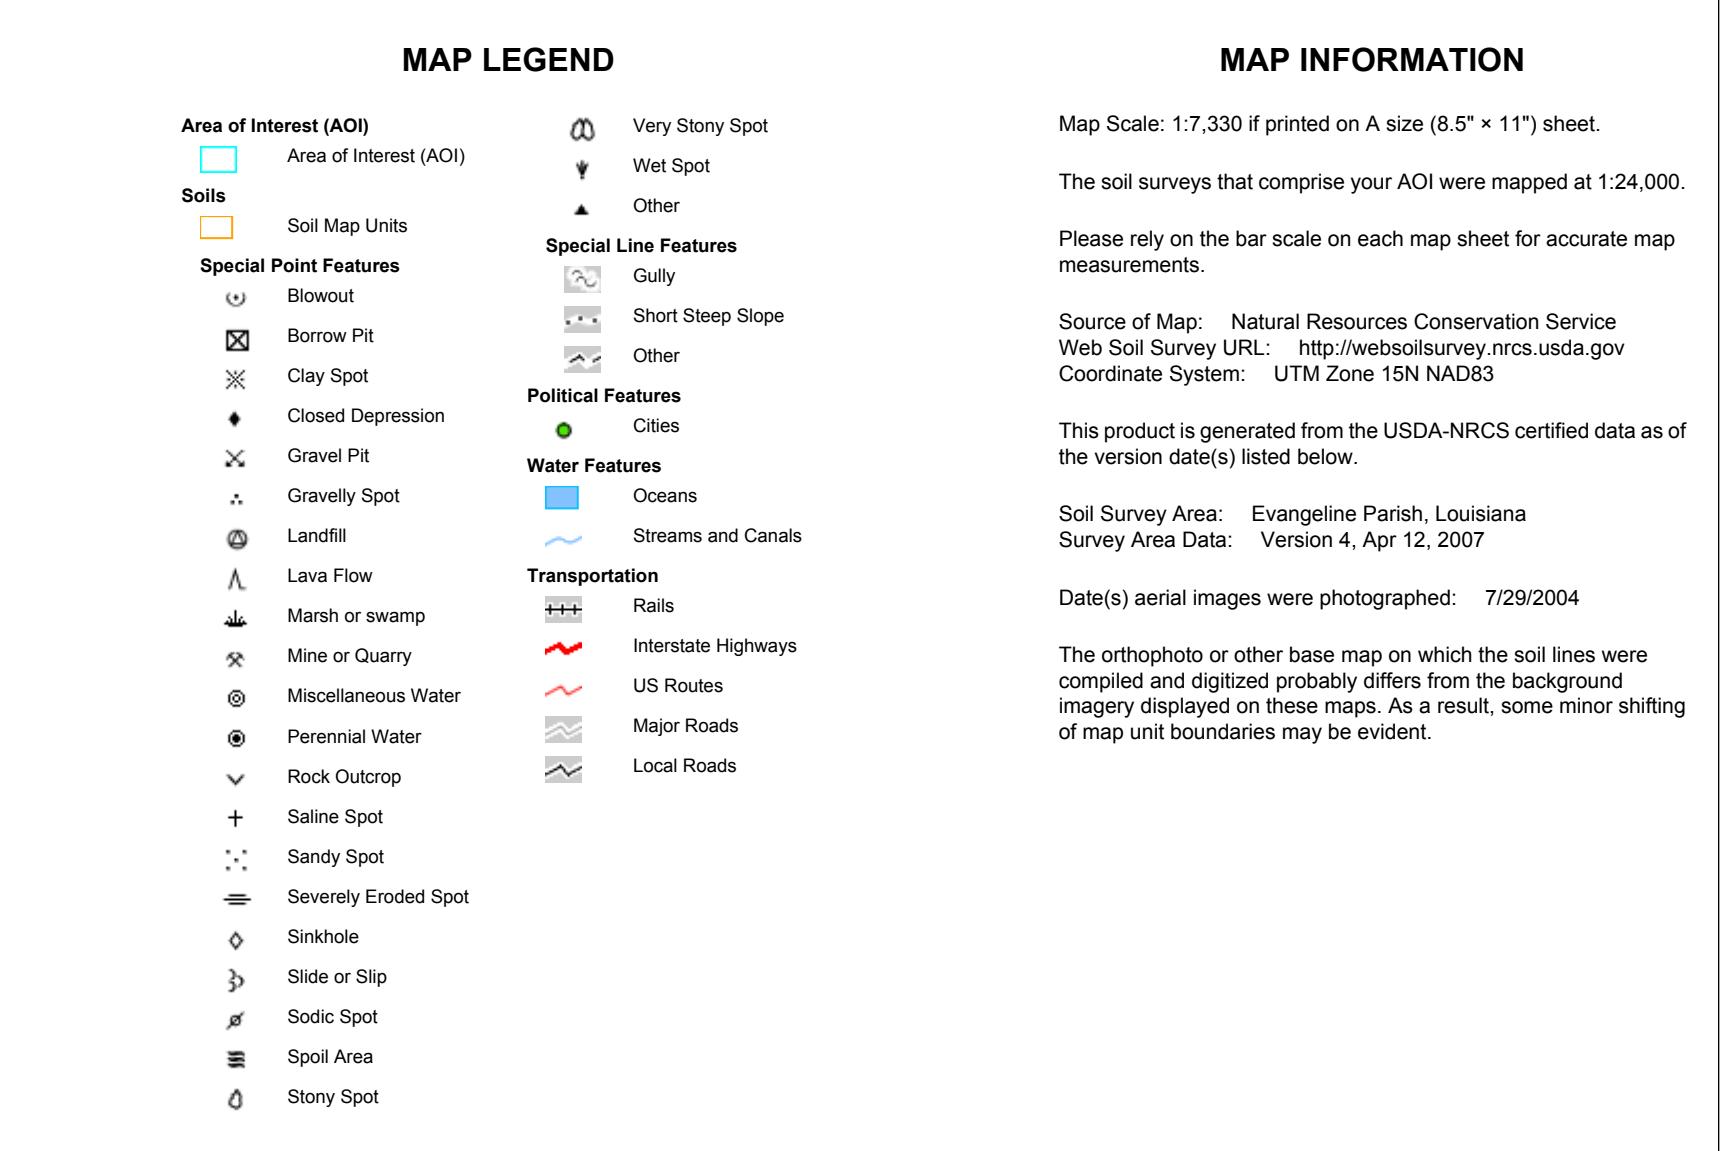 MAP LEGEND
Area of Interest (AOI)
Area of Interest (AOI)
Soils
Soil Map Units
Special Point Features
Blowout
Borrow Pit
Clay Spot
Closed Depression
Gravel Pit
Gravelly Spot
Landfill
Lava Flow
Marsh or swamp
Mine or Quarry
Miscellaneous Water
Perennial Water
Rock Outcrop
Saline Spot
Sandy Spot
Severely Eroded Spot
Sinkhole
Slide or Slip
Sodic Spot
Spoil Area
Stony Spot
Very Stony Spot
Wet Spot
Other
Special Line Features
Gully
Short Steep Slope
Other
Political Features
Cities
Water Features
Oceans
Streams and Canals
Transportation
Rails
Interstate Highways
US Routes
Major Roads
Local Roads
MAP INFORMATION
Map Scale: 1:7,330 if printed on A size (8.5" × 11") sheet.
The soil surveys that comprise your AOI were mapped at 1:24,000.
Please rely on the bar scale on each map sheet for accurate map
measurements.
Source of Map: Natural Resources Conservation Service
Web Soil Survey URL: http://websoilsurvey.nrcs.usda.gov
Coordinate System: UTM Zone 15N NAD83
This product is generated from the USDA-NRCS certified data as of
the version date(s) listed below.
Soil Survey Area: Evangeline Parish, Louisiana
Survey Area Data: Version 4, Apr 12, 2007
Date(s) aerial images were photographed: 7/29/2004
The orthophoto or other base map on which the soil lines were
compiled and digitized probably differs from the background
imagery displayed on these maps. As a result, some minor shifting
of map unit boundaries may be evident.